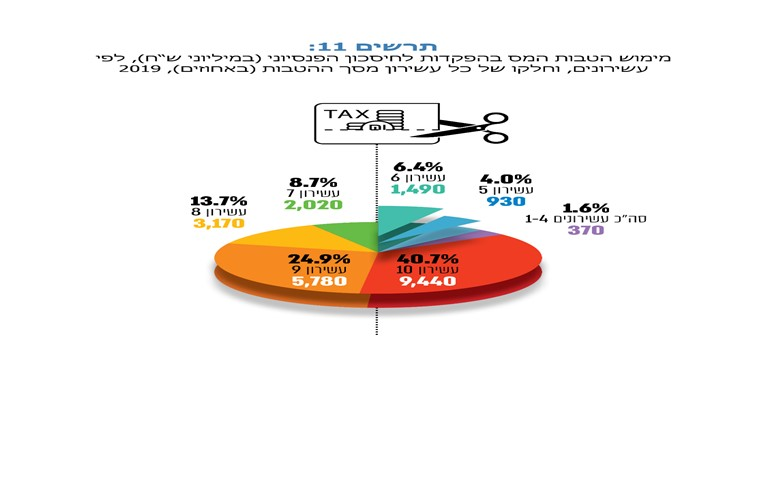 תרשים 11:
מימוש הטבות המס בהפקדות לחיסכון הפנסיוני (במיליוני ש"ח), לפי
עשירונים, וחלקו של כל עשירון מסך ההטבות (באחוזים), 2019
TAX
₪
6.4%
עשירון 6
1,490
4.0%
עשירון 5
930
1.6%
סה"כ עשירונים 1-4
370
8.7%
עשירון 7
2,020
13.7%
עשירון 8
3,170
24.9%
עשירון 9
5,780
40.7%
עשירון 10
9,440